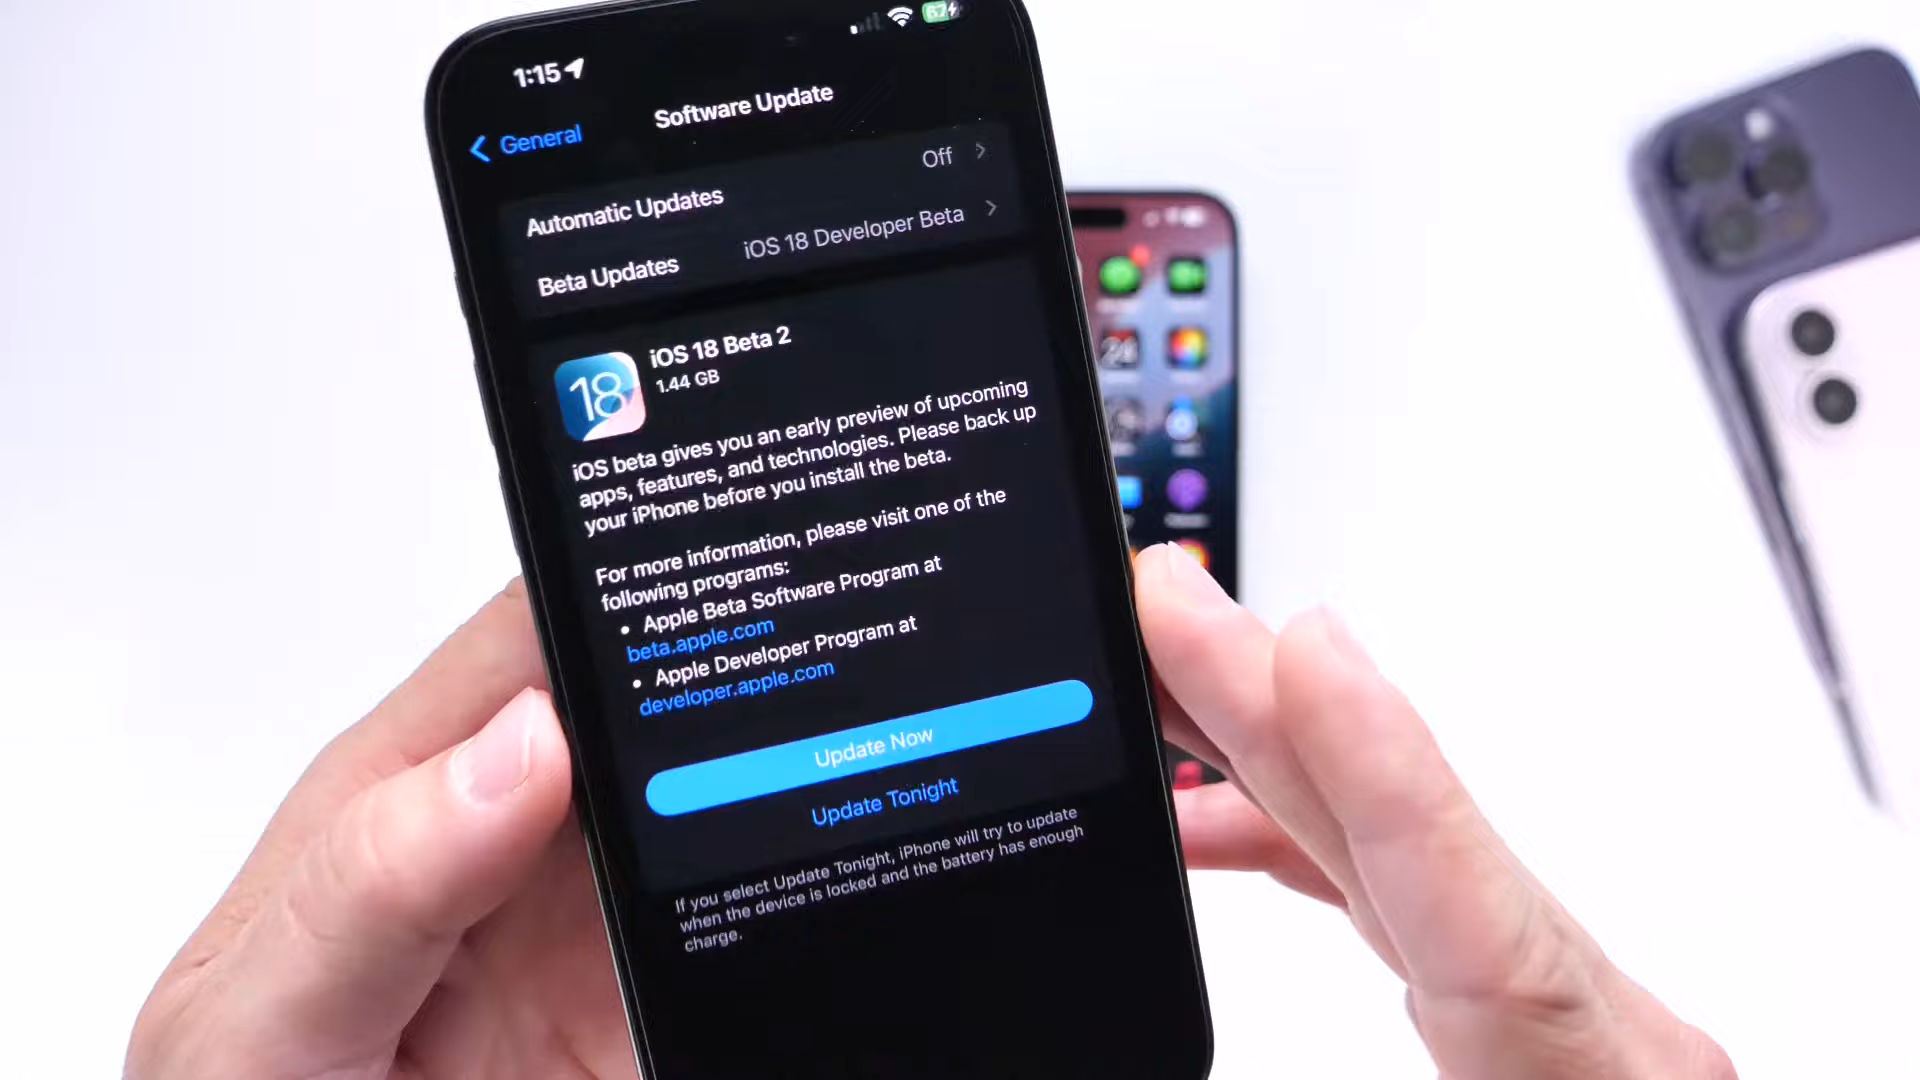 1:15
67
General
Software Update
Automatic Updates
Off
Beta Updates
iOS 18 Developer Beta
18
iOS 18 Beta 2
1.44 GB
iOS beta gives you an early preview of upcoming
apps, features, and technologies. Please back up
your iPhone before you install the beta.
For more information, please visit one of the
following programs:
• Apple Beta Software Program at
beta.apple.com
• Apple Developer Program at
developer.apple.com
Update Now
Update Tonight
If you select Update Tonight, iPhone will try to update
when the device is locked and the battery has enough
charge.
24